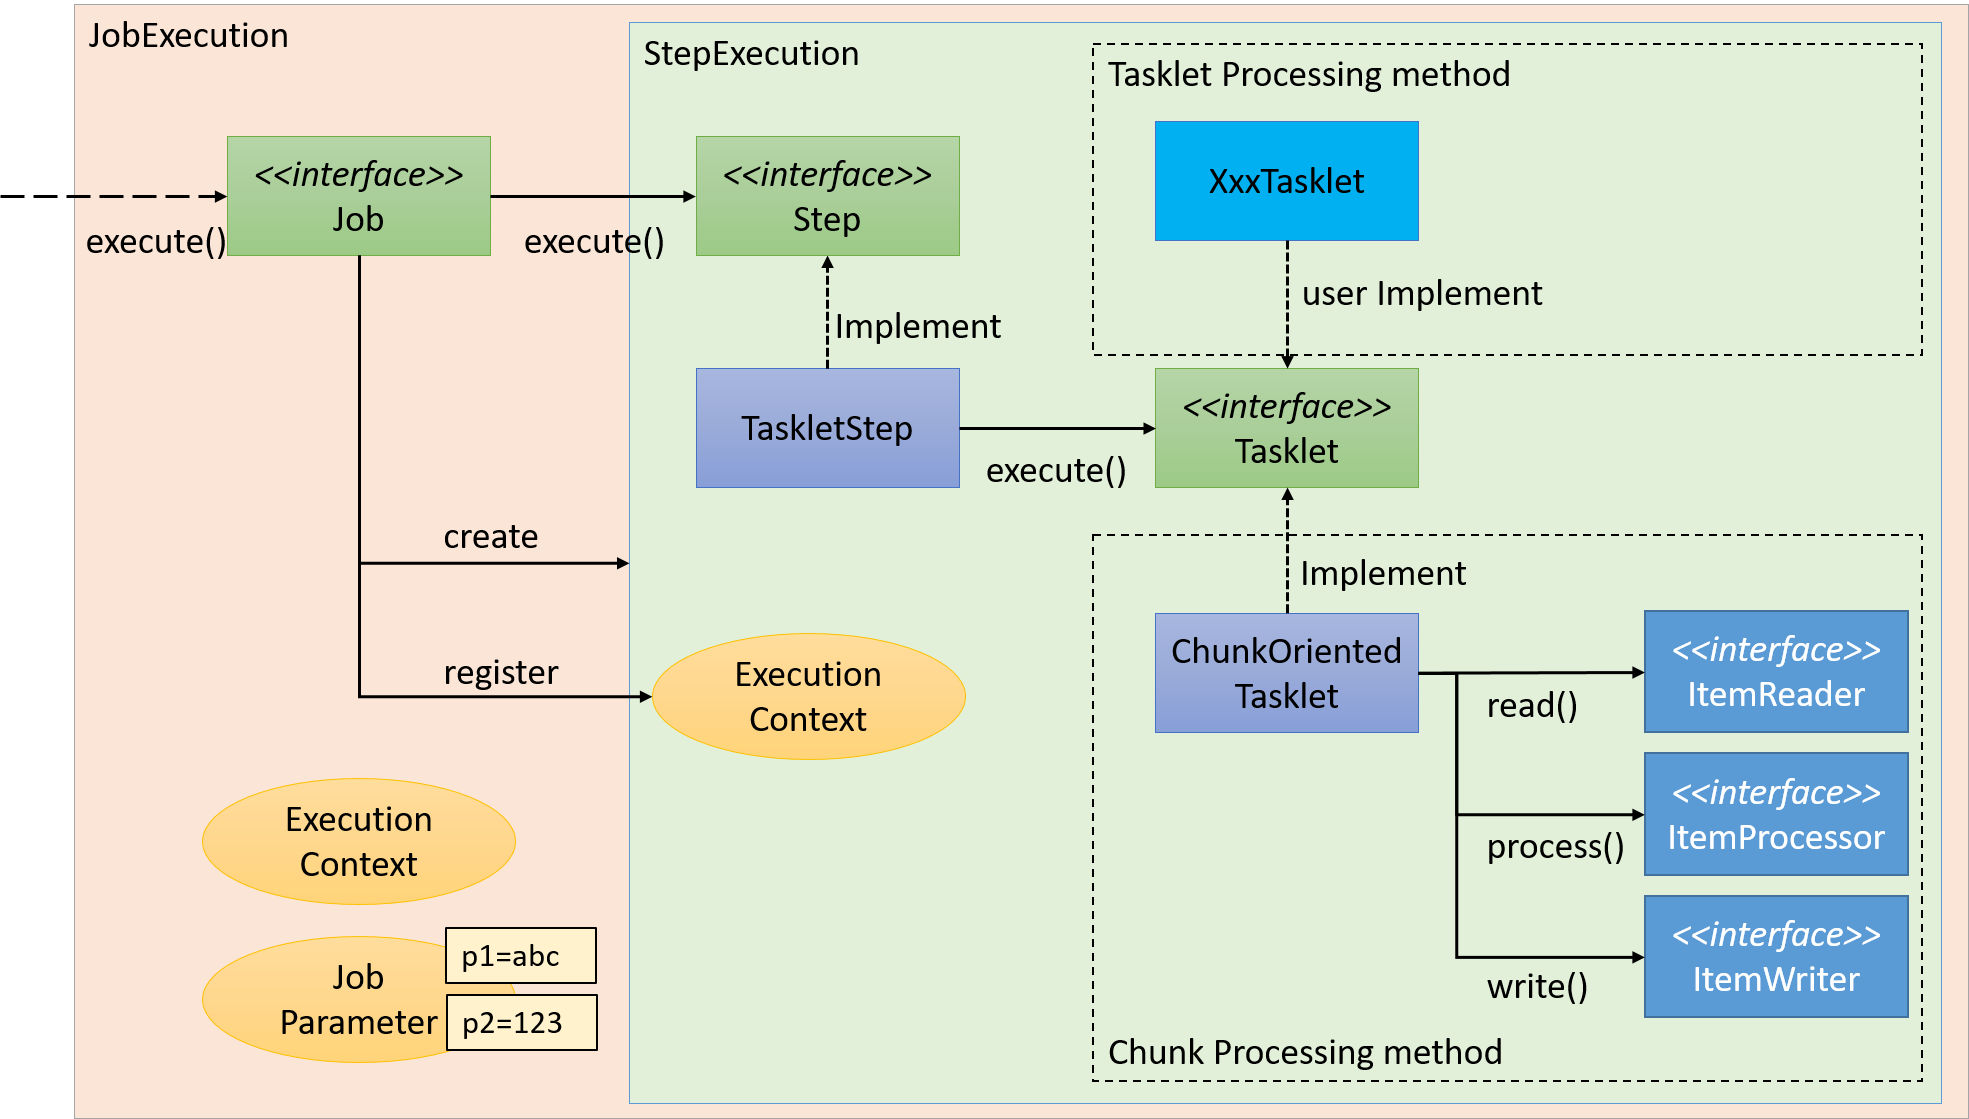 JobExecution
StepExecution
Tasklet Processing method
<<interface>>
Job
execute()
execute()
<<interface>>
Step
XxxTasklet
user Implement
Implement
TaskletStep
execute()
<<interface>>
Tasklet
create
register
Execution
Context
Implement
ChunkOriented
Tasklet
read()
<<interface>>
ItemReader
process()
<<interface>>
ItemProcessor
write()
<<interface>>
ItemWriter
Chunk Processing method
Execution
Context
Job
Parameter
p1=abc
p2=123